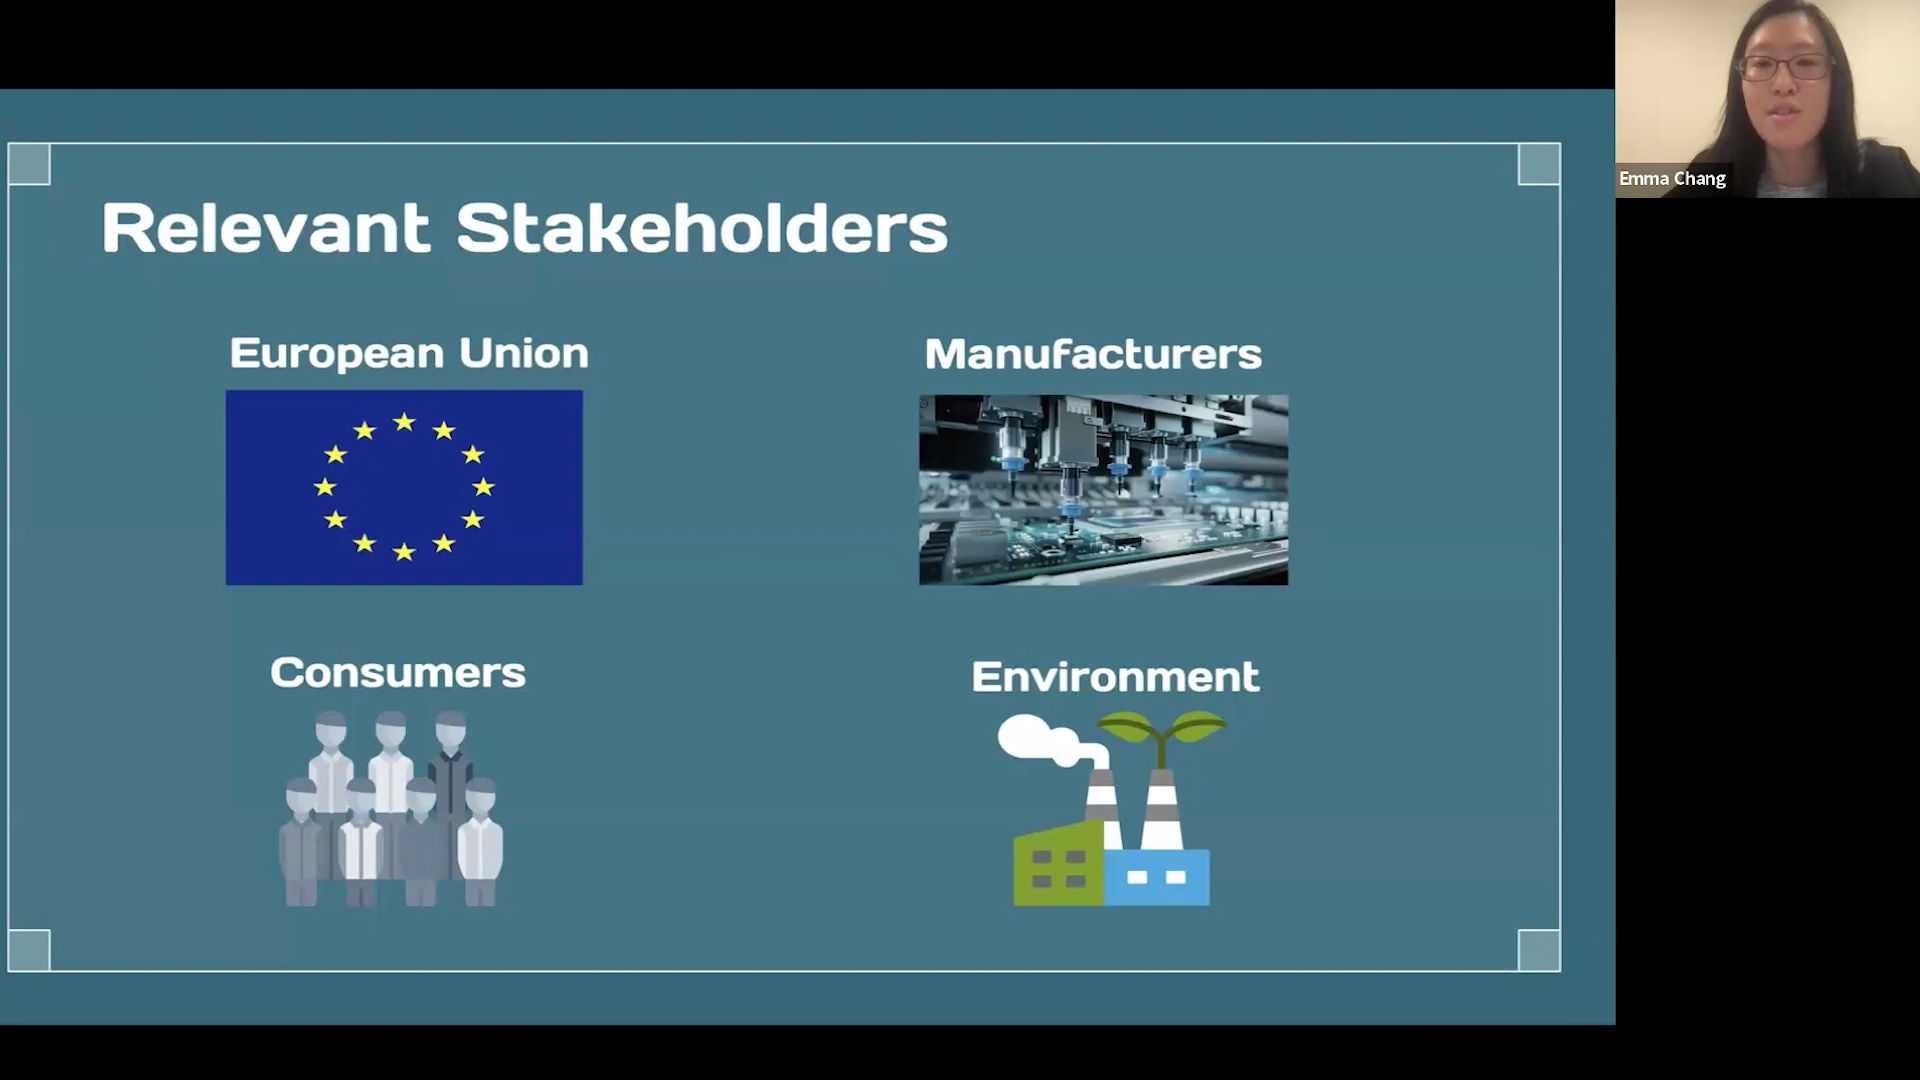 Relevant Stakeholders
European Union
Manufacturers
Consumers
Environment
Emma Chang